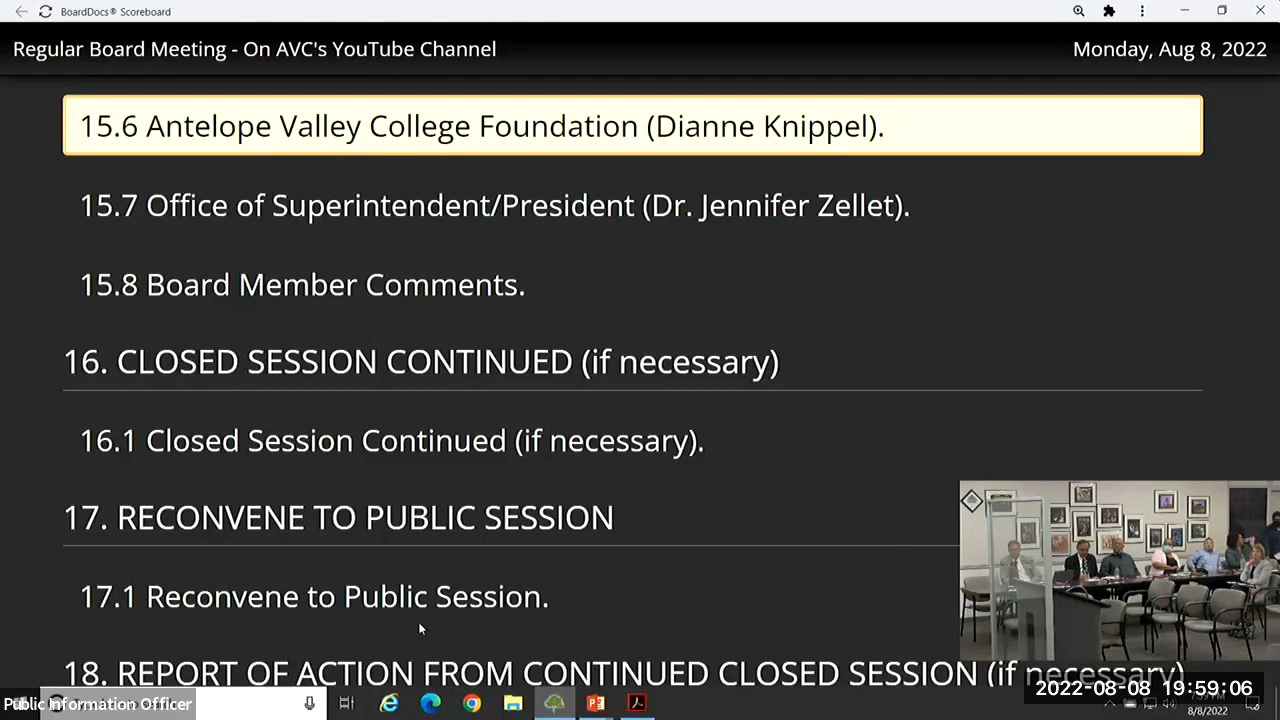 BoardDocs® Scoreboard
Regular Board Meeting - On AVC's YouTube Channel
Monday, Aug 8, 2022
15.6 Antelope Valley College Foundation (Dianne Knippel).
15.7 Office of Superintendent/President (Dr. Jennifer Zellet).
15.8 Board Member Comments.
16. CLOSED SESSION CONTINUED (if necessary)
16.1 Closed Session Continued (if necessary).
17. RECONVENE TO PUBLIC SESSION
17.1 Reconvene to Public Session.
18. REPORT OF ACTION FROM CONTINUED CLOSED SESSION (if necessary)
2022-08-08 19:59:06
Public Information Officer
8/8/2022